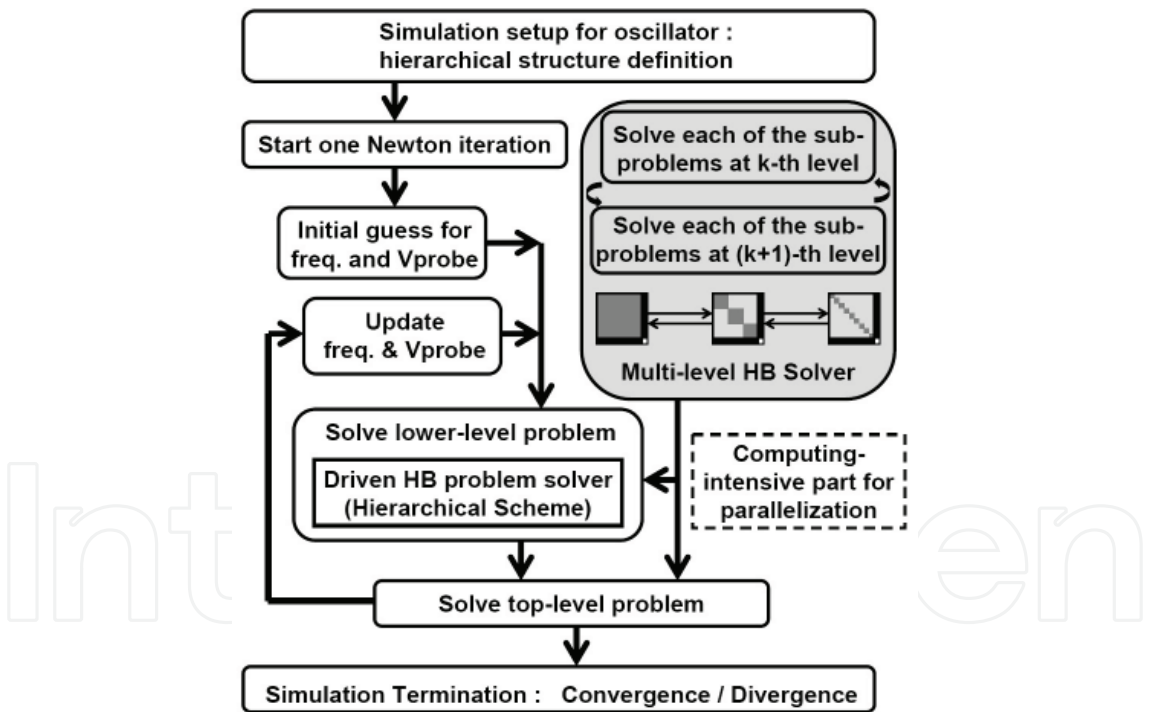 Simulation setup for oscillator :
hierarchical structure definition
Start one Newton iteration
Initial guess for
freq. and Vprobe
Update
freq. & Vprobe
Solve lower-level problem
Driven HB problem solver
(Hierarchical Scheme)
Solve top-level problem
Simulation Termination : Convergence / Divergence
Solve each of the sub-
problems at k-th level
Solve each of the sub-
problems at (k+1)-th level
Multi-level HB Solver
Computing-
intensive part for
parallelization
Int
en